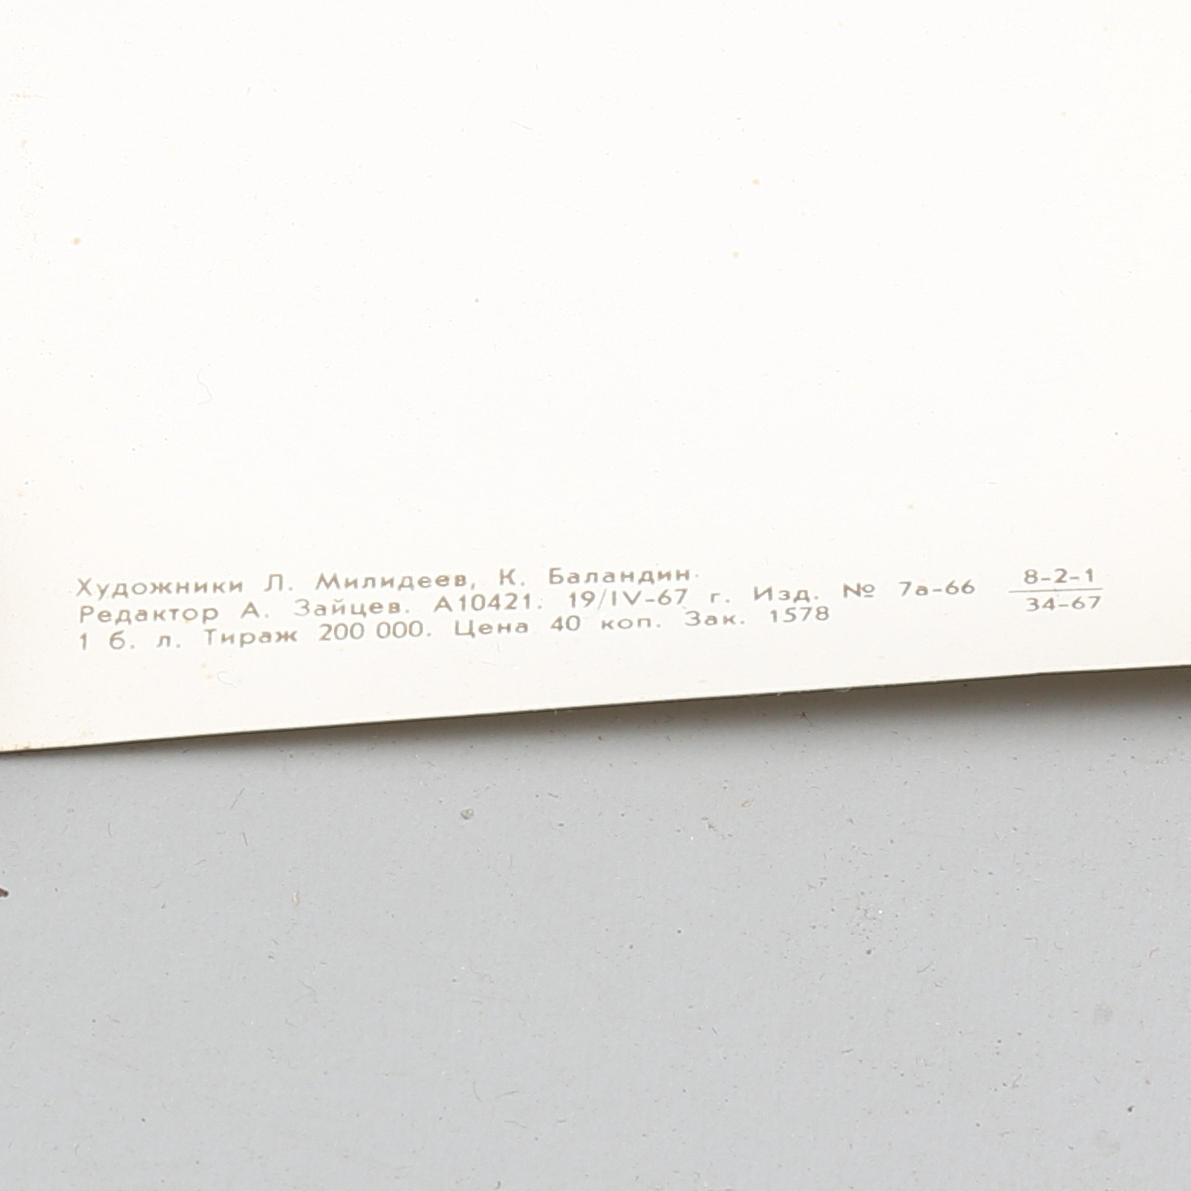 Художники Л. Милидеев, К. Баландин.
Редактор А. Зайцев. А10421. 19/IV-67 г. Изд. № 7а-66 8-2-1
34-67
1 б. л. Тираж 200 000. Цена 40 коп. Зак. 1578